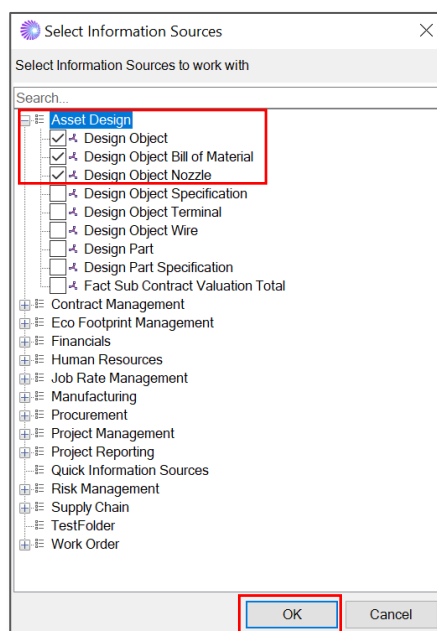 Select Information Sources
Select Information Sources to work with
Search...
Asset Design
Design Object
Design Object Bill of Material
Design Object Nozzle
Design Object Specification
Design Object Terminal
Design Object Wire
Design Part
Design Part Specification
Fact Sub Contract Valuation Total
Contract Management
Eco Footprint Management
Financials
Human Resources
Job Rate Management
Manufacturing
Procurement
Project Management
Project Reporting
Quick Information Sources
Risk Management
Supply Chain
TestFolder
Work Order
OK Cancel